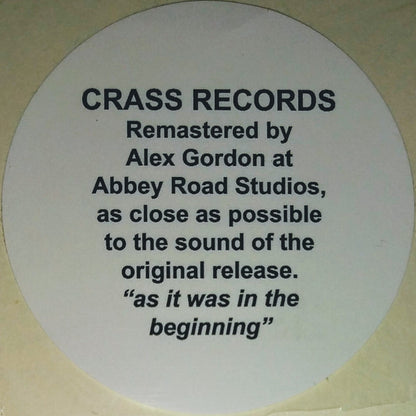 CRASS RECORDS
Remastered by
Alex Gordon at
Abbey Road Studios,
as close as possible
to the sound of the
original release.
“as it was in the
beginning”